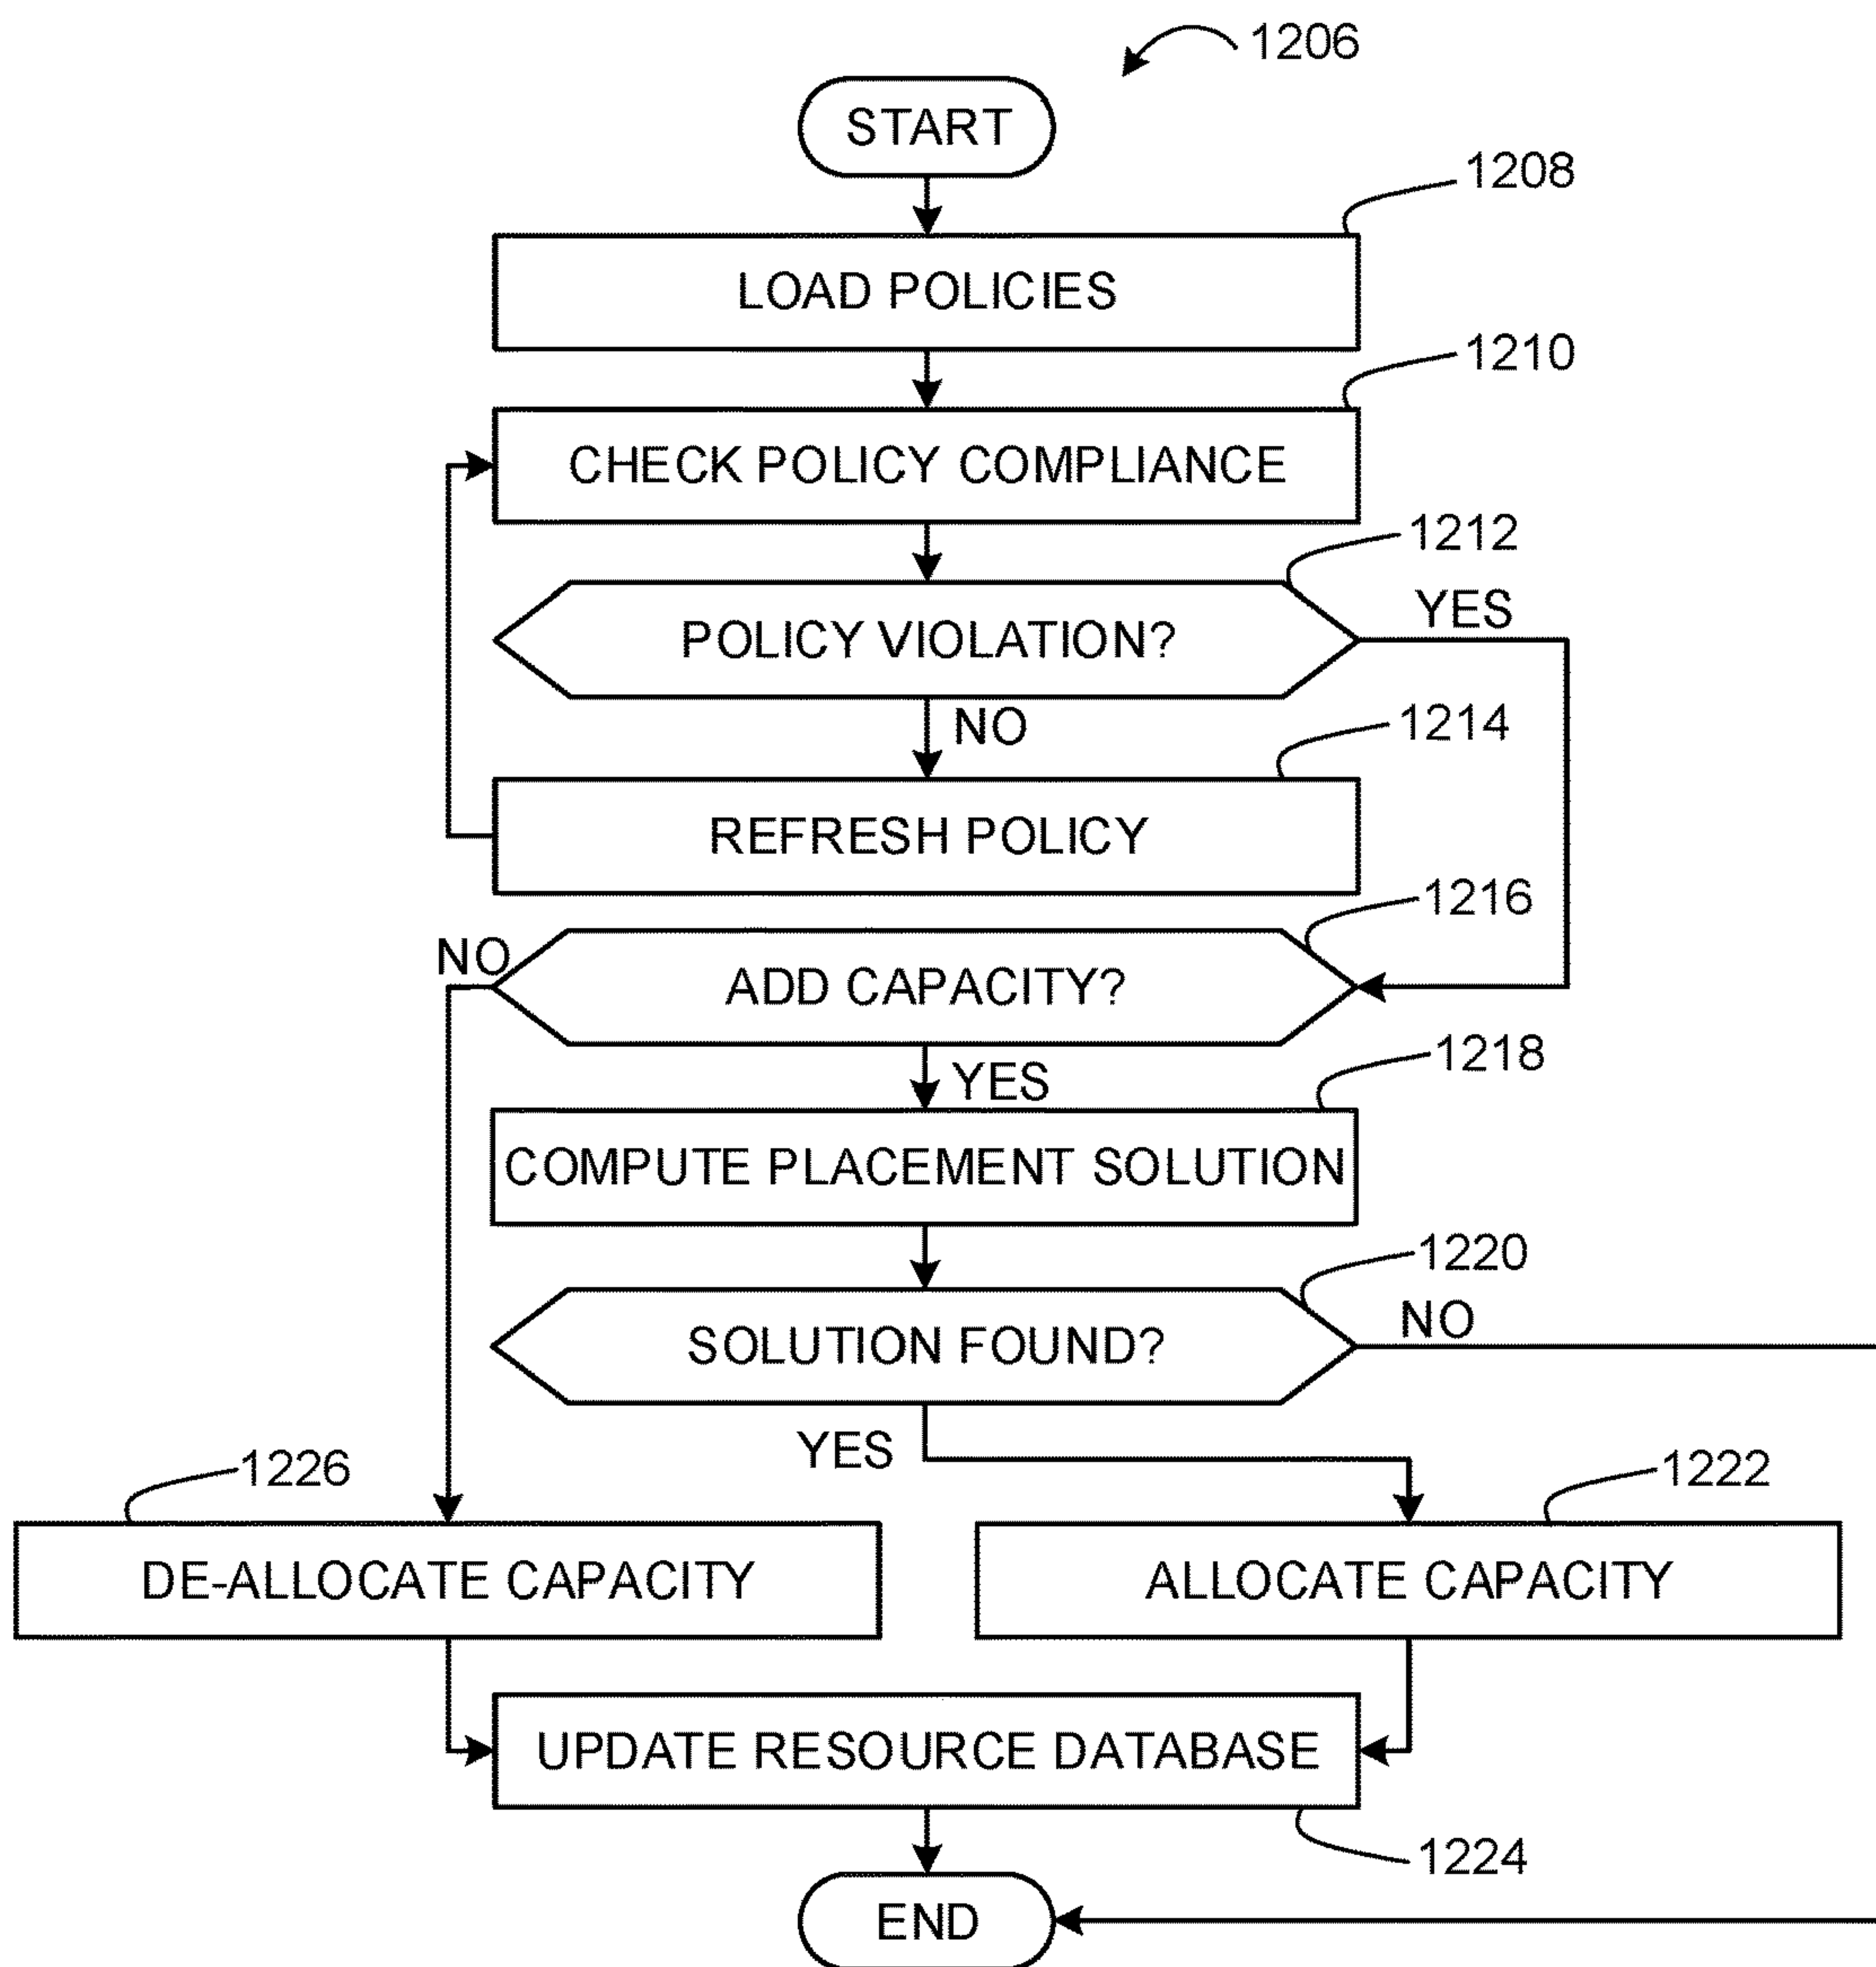 1206
START
1208
LOAD POLICIES
1210
CHECK POLICY COMPLIANCE
1212
YES
POLICY VIOLATION?
NO
1214
REFRESH POLICY
1216
NO
ADD CAPACITY?
YES
1218
COMPUTE PLACEMENT SOLUTION
1220
NO
SOLUTION FOUND?
YES
1226
1222
DE-ALLOCATE CAPACITY
ALLOCATE CAPACITY
UPDATE RESOURCE DATABASE
1224
END